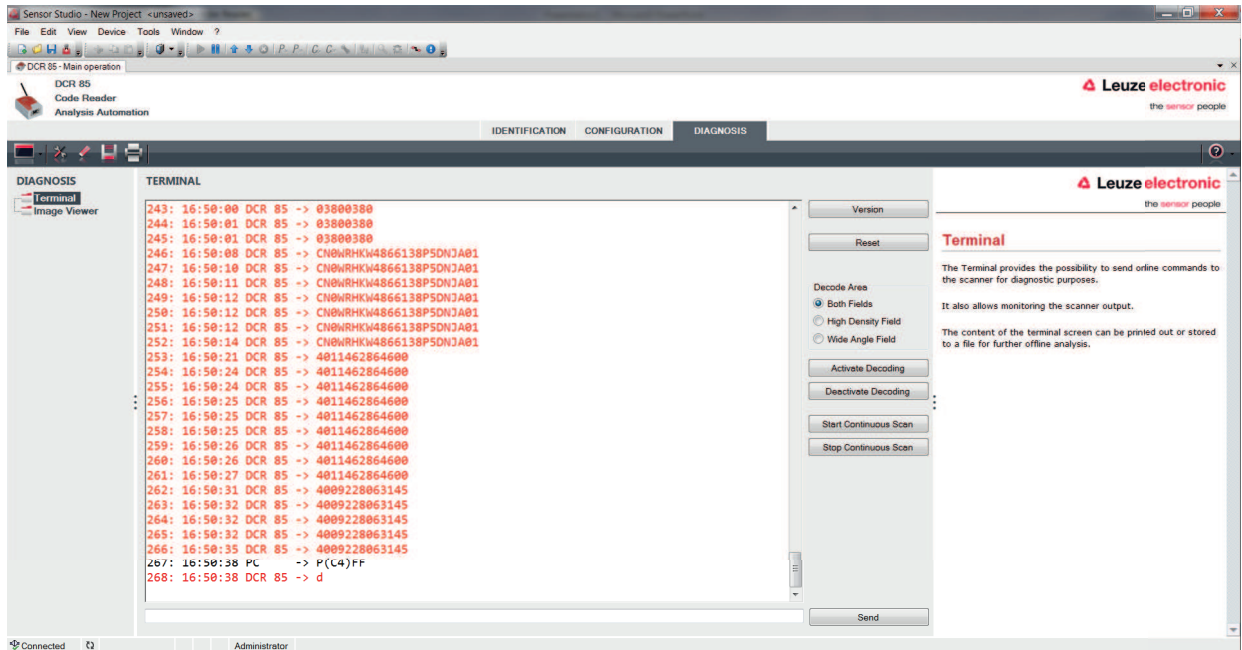 Sensor Studio - New Project <unsaved>
File Edit View Device Tools Window ?
DCR 85 - Main operation
DCR 85
Code Reader
Analysis Automation
Leuze electronic
the sensor people
IDENTIFICATION CONFIGURATION DIAGNOSIS
DIAGNOSIS
Terminal
Image Viewer
TERMINAL
243: 16:50:00 DCR 85 -> 03800380
244: 16:50:01 DCR 85 -> 03800380
245: 16:50:01 DCR 85 -> 03800380
246: 16:50:08 DCR 85 -> CN0WRHKW4866138P5DNJA01
247: 16:50:10 DCR 85 -> CN0WRHKW4866138P5DNJA01
248: 16:50:11 DCR 85 -> CN0WRHKW4866138P5DNJA01
249: 16:50:12 DCR 85 -> CN0WRHKW4866138P5DNJA01
250: 16:50:12 DCR 85 -> CN0WRHKW4866138P5DNJA01
251: 16:50:12 DCR 85 -> CN0WRHKW4866138P5DNJA01
252: 16:50:14 DCR 85 -> CN0WRHKW4866138P5DNJA01
253: 16:50:21 DCR 85 -> 4011462864600
254: 16:50:24 DCR 85 -> 4011462864600
255: 16:50:24 DCR 85 -> 4011462864600
256: 16:50:25 DCR 85 -> 4011462864600
257: 16:50:25 DCR 85 -> 4011462864600
258: 16:50:25 DCR 85 -> 4011462864600
259: 16:50:26 DCR 85 -> 4011462864600
260: 16:50:26 DCR 85 -> 4011462864600
261: 16:50:27 DCR 85 -> 4011462864600
262: 16:50:31 DCR 85 -> 4009228063145
263: 16:50:32 DCR 85 -> 4009228063145
264: 16:50:32 DCR 85 -> 4009228063145
265: 16:50:32 DCR 85 -> 4009228063145
266: 16:50:35 DCR 85 -> 4009228063145
267: 16:50:38 PC -> P(C4)FF
268: 16:50:38 DCR 85 -> d
Version
Reset
Decode Area
Both Fields
High Density Field
Wide Angle Field
Activate Decoding
Deactivate Decoding
Start Continuous Scan
Stop Continuous Scan
Send
Leuze electronic
the sensor people
Terminal
The Terminal provides the possibility to send online commands to
the scanner for diagnostic purposes.
It also allows monitoring the scanner output.
The content of the terminal screen can be printed out or stored
to a file for further offline analysis.
Connected
Administrator